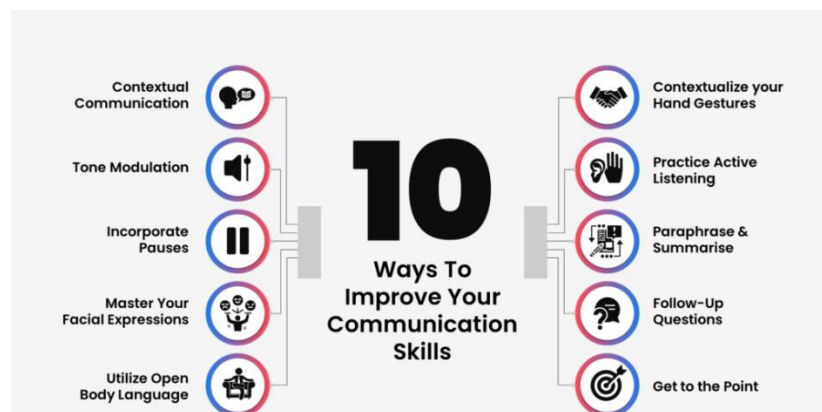 Contextual
Communication
Tone Modulation
Incorporate
Pauses
Master Your
Facial Expressions
Utilize Open
Body Language
10
Ways To
Improve Your
Communication
Skills
Contextualize your
Hand Gestures
Practice Active
Listening
Paraphrase &
Summarise
Follow-Up
Questions
Get to the Point